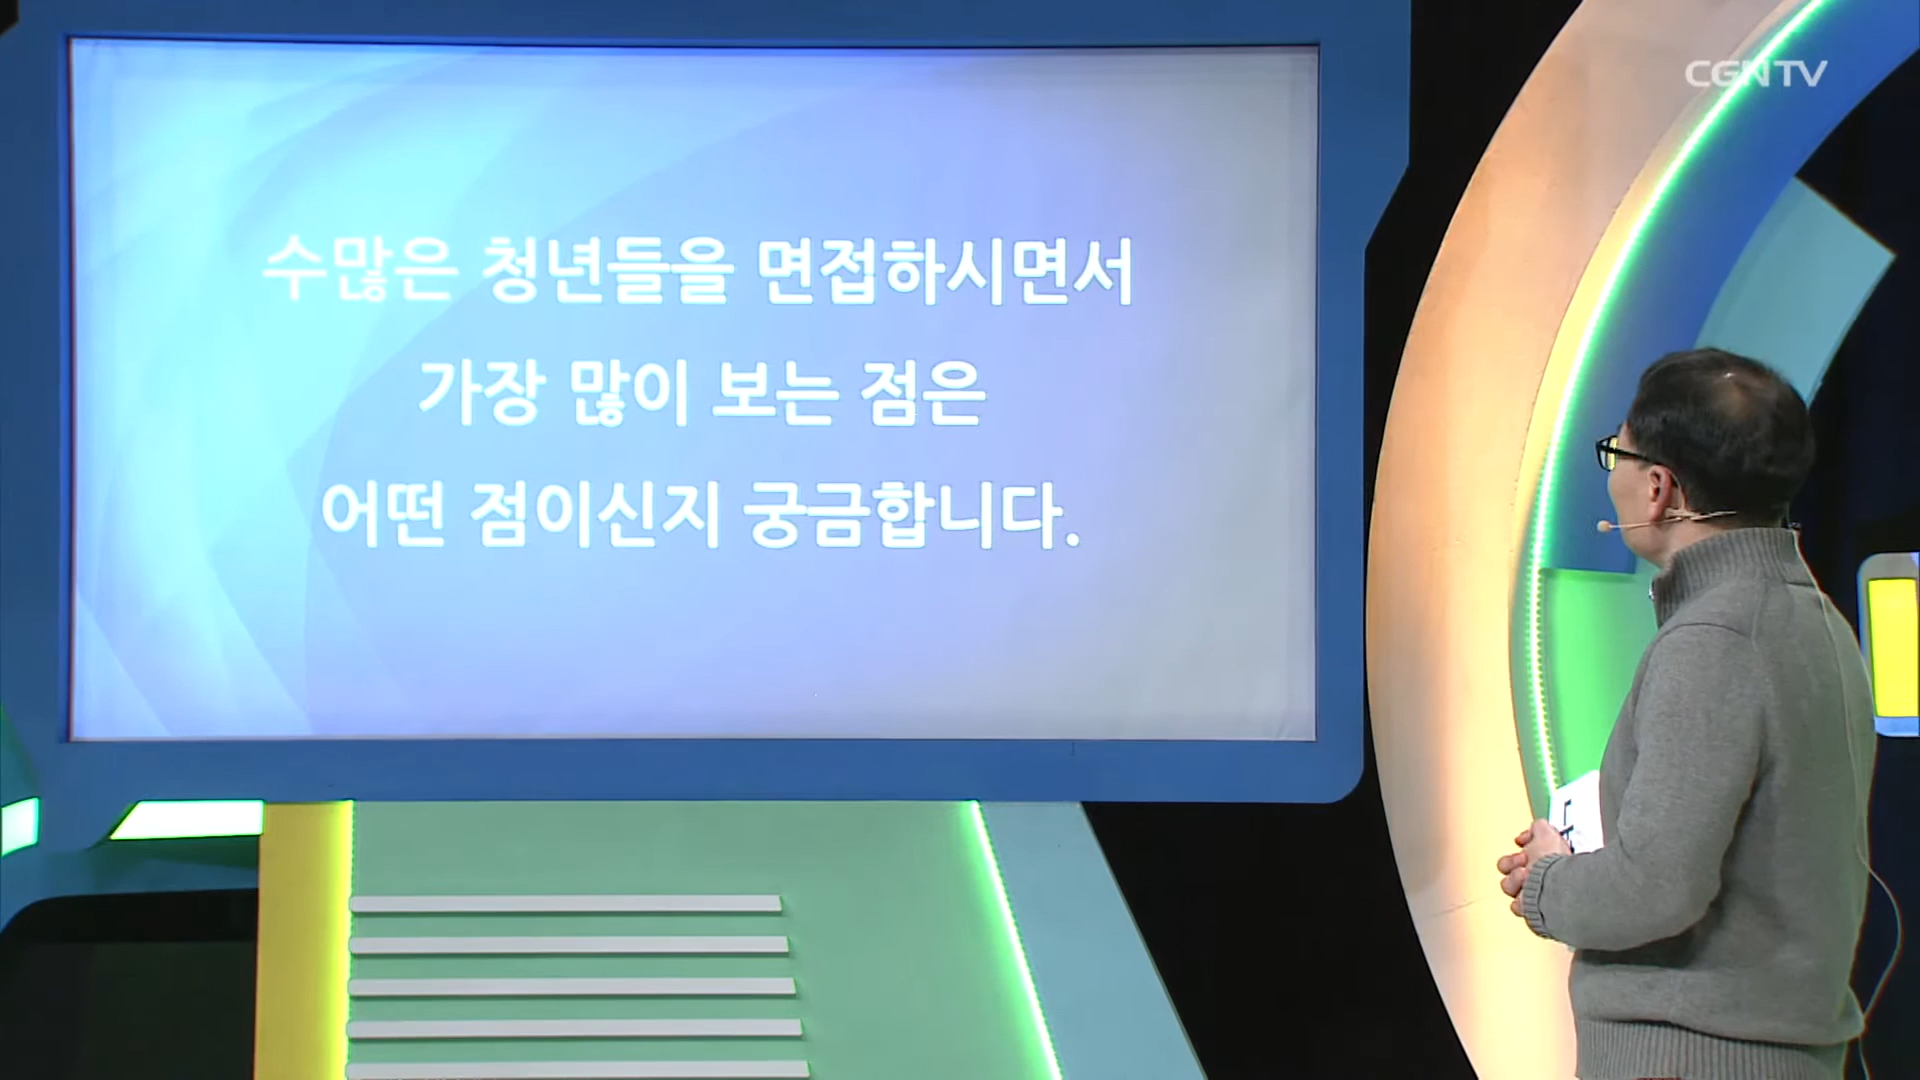 CGNTV
수많은 청년들을 면접하시면서
가장 많이 보는 점은
어떤 점이신지 궁금합니다.